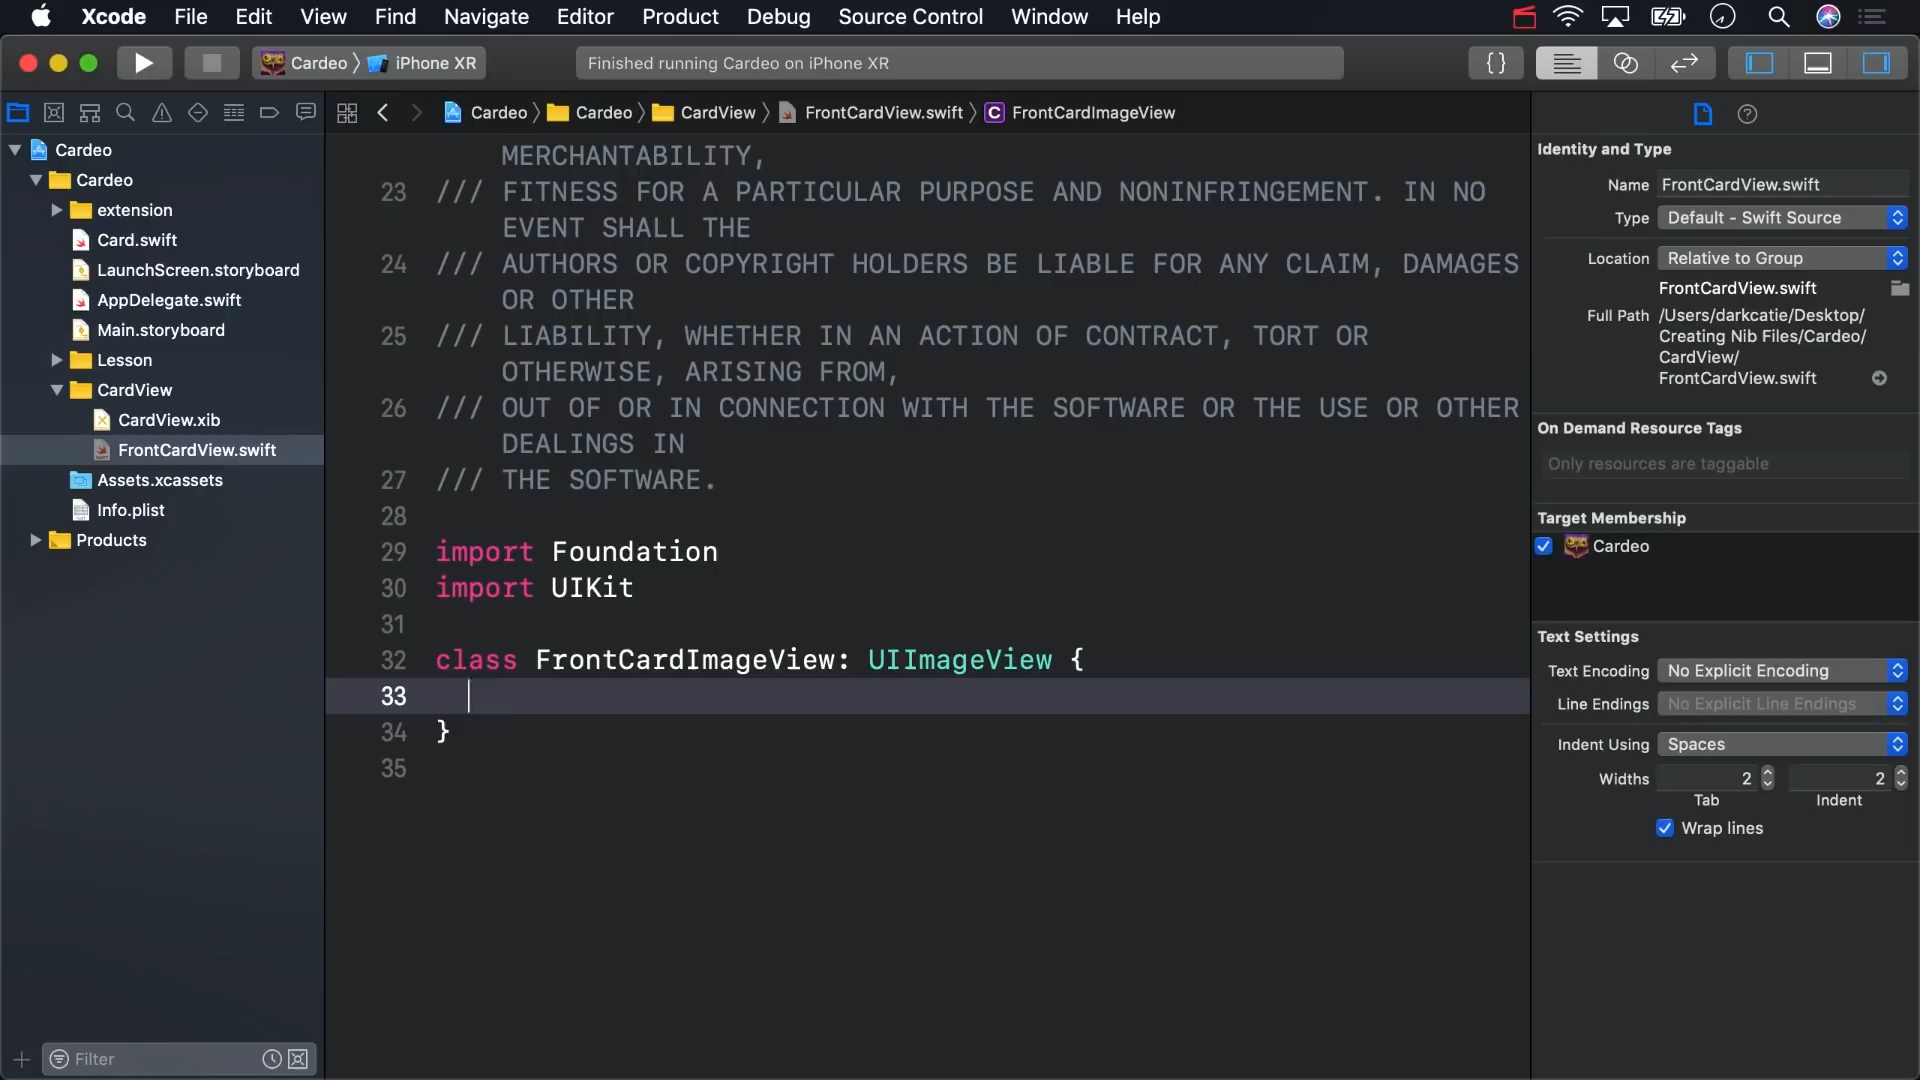 Xcode File Edit View Find Navigate Editor Product Debug Source Control Window Help
Cardeo iPhone XR
Finished running Cardeo on iPhone XR
{}
Cardeo Cardeo CardView FrontCardView.swift C FrontCardImageView
Cardeo
Cardeo
extension
Card.swift
LaunchScreen.storyboard
AppDelegate.swift
Main.storyboard
Lesson
CardView
CardView.xib
FrontCardView.swift
Assets.xcassets
Info.plist
Products
Filter
MERCHANTABILITY,
23 /// FITNESS FOR A PARTICULAR PURPOSE AND NONINFRINGEMENT. IN NO
EVENT SHALL THE
24 /// AUTHORS OR COPYRIGHT HOLDERS BE LIABLE FOR ANY CLAIM, DAMAGES
OR OTHER
25 /// LIABILITY, WHETHER IN AN ACTION OF CONTRACT, TORT OR
OTHERWISE, ARISING FROM,
26 /// OUT OF OR IN CONNECTION WITH THE SOFTWARE OR THE USE OR OTHER
DEALINGS IN
27 /// THE SOFTWARE.
28
29 import Foundation
30 import UIKit
31
32 class FrontCardImageView: UIImageView {
33
34 }
35
Identity and Type
Name FrontCardView.swift
Type Default - Swift Source
Location Relative to Group
FrontCardView.swift
Full Path /Users/darkcatie/Desktop/
Creating Nib Files/Cardeo/
CardView/
FrontCardView.swift
On Demand Resource Tags
Only resources are taggable
Target Membership
Cardeo
Text Settings
Text Encoding No Explicit Encoding
Line Endings No Explicit Line Endings
Indent Using Spaces
Widths 2 2
Tab Indent
Wrap lines